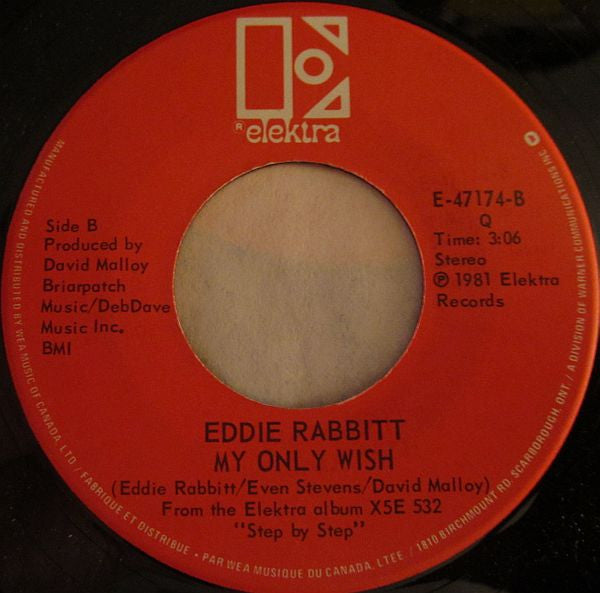 ® elektra
Side B
Produced by
David Malloy
Briarpatch
Music/DebDave
Music Inc.
BMI
E-47174-B
Q
Time: 3:06
Stereo
℗ 1981 Elektra
Records
EDDIE RABBITT
MY ONLY WISH
(Eddie Rabbitt/Even Stevens/David Malloy)
From the Elektra album X5E 532
"Step by Step"
MANUFACTURED AND DISTRIBUTED BY WEA MUSIC OF CANADA, LTD / FABRIQUE ET DISTRIBUE • PAR WEA MUSIQUE DU CANADA, LTEE / 1810 BIRCHMOUNT RD, SCARBOROUGH, ONT / A DIVISION OF WARNER COMMUNICATIONS INC